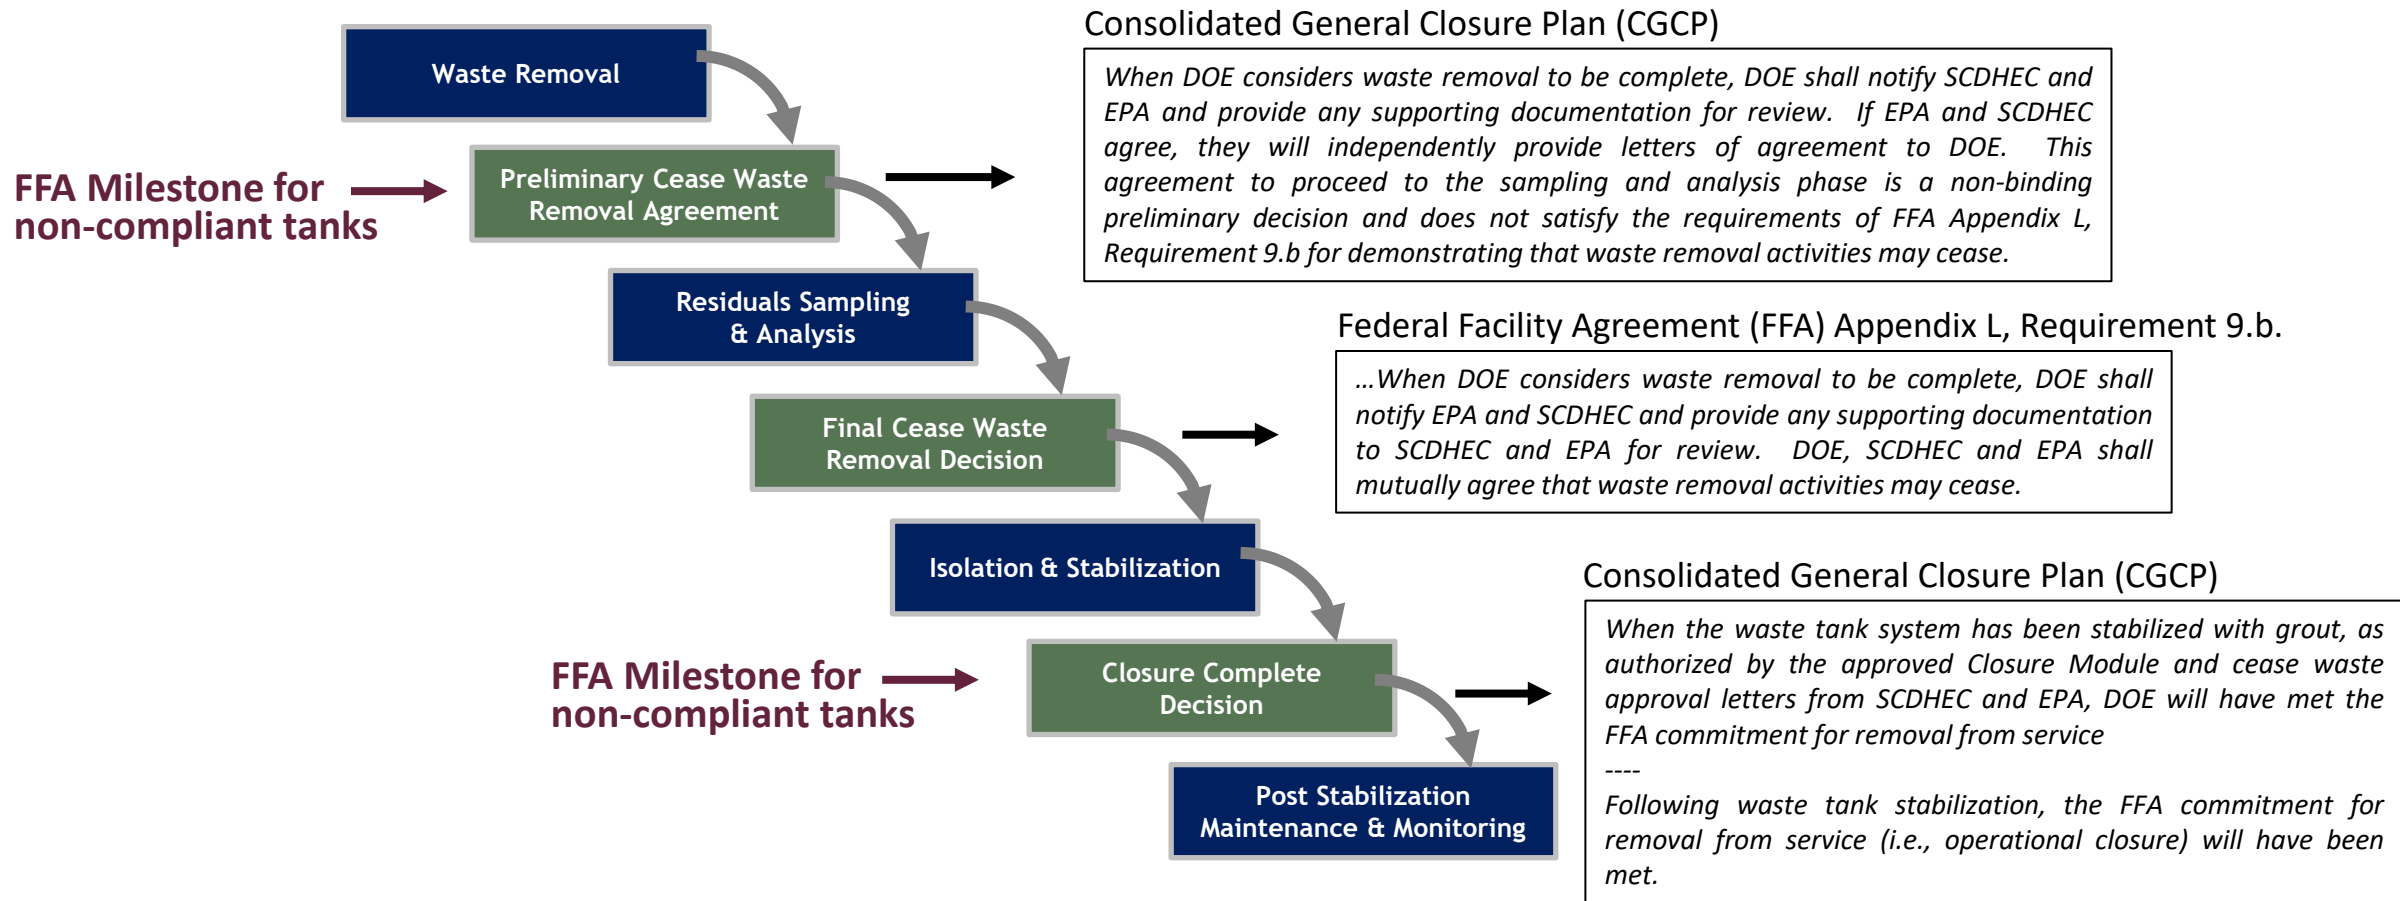 Consolidated General Closure Plan (CGCP)
Waste Removal
When DOE considers waste removal to be complete, DOE shall notify SCDHEC and
EPA and provide any supporting documentation for review. If EPA and SCDHEC
agree, they will independently provide letters of agreement to DOE. This
agreement to proceed to the sampling and analysis phase is a non-binding
preliminary decision and does not satisfy the requirements of FFA Appendix L,
Requirement 9.b for demonstrating that waste removal activities may cease.
FFA Milestone for
non-compliant tanks
Preliminary Cease Waste
Removal Agreement
Residuals Sampling
& Analysis
Federal Facility Agreement (FFA) Appendix L, Requirement 9.b.
…When DOE considers waste removal to be complete, DOE shall
notify EPA and SCDHEC and provide any supporting documentation
to SCDHEC and EPA for review. DOE, SCDHEC and EPA shall
mutually agree that waste removal activities may cease.
Final Cease Waste
Removal Decision
Isolation & Stabilization
Consolidated General Closure Plan (CGCP)
When the waste tank system has been stabilized with grout, as
authorized by the approved Closure Module and cease waste
approval letters from SCDHEC and EPA, DOE will have met the
FFA commitment for removal from service
----
Following waste tank stabilization, the FFA commitment for
removal from service (i.e., operational closure) will have been
met.
FFA Milestone for
non-compliant tanks
Closure Complete
Decision
Post Stabilization
Maintenance & Monitoring